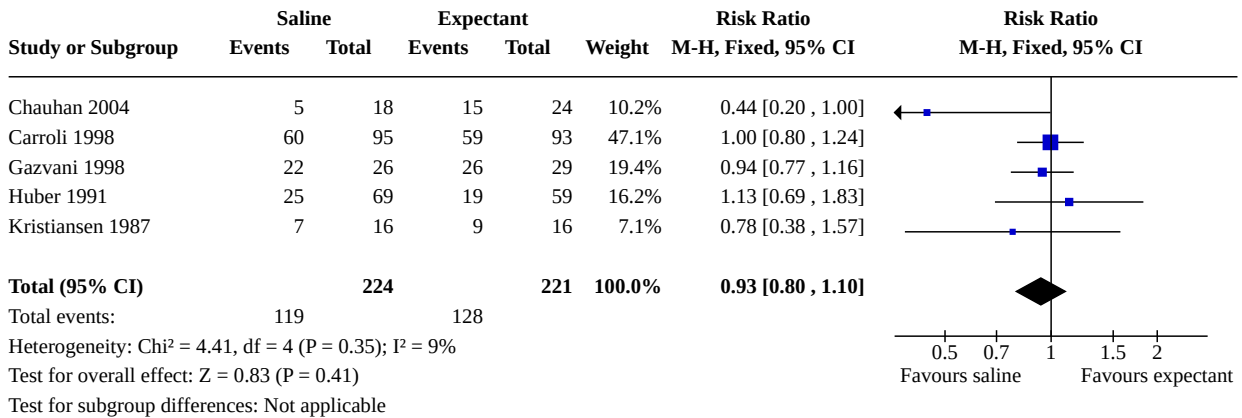 Saline Expectant Risk Ratio Risk Ratio
Study or Subgroup Events Total Events Total Weight M-H, Fixed, 95% CI M-H, Fixed, 95% CI
Chauhan 2004 5 18 15 24 10.2% 0.44 [0.20 , 1.00]
Carroli 1998 60 95 59 93 47.1% 1.00 [0.80 , 1.24]
Gazvani 1998 22 26 26 29 19.4% 0.94 [0.77 , 1.16]
Huber 1991 25 69 19 59 16.2% 1.13 [0.69 , 1.83]
Kristiansen 1987 7 16 9 16 7.1% 0.78 [0.38 , 1.57]
Total (95% CI) 224 221 100.0% 0.93 [0.80 , 1.10]
Total events: 119 128
Heterogeneity: Chi² = 4.41, df = 4 (P = 0.35); I² = 9%
0.5 0.7 1 1.5 2
Test for overall effect: Z = 0.83 (P = 0.41) Favours saline Favours expectant
Test for subgroup differences: Not applicable